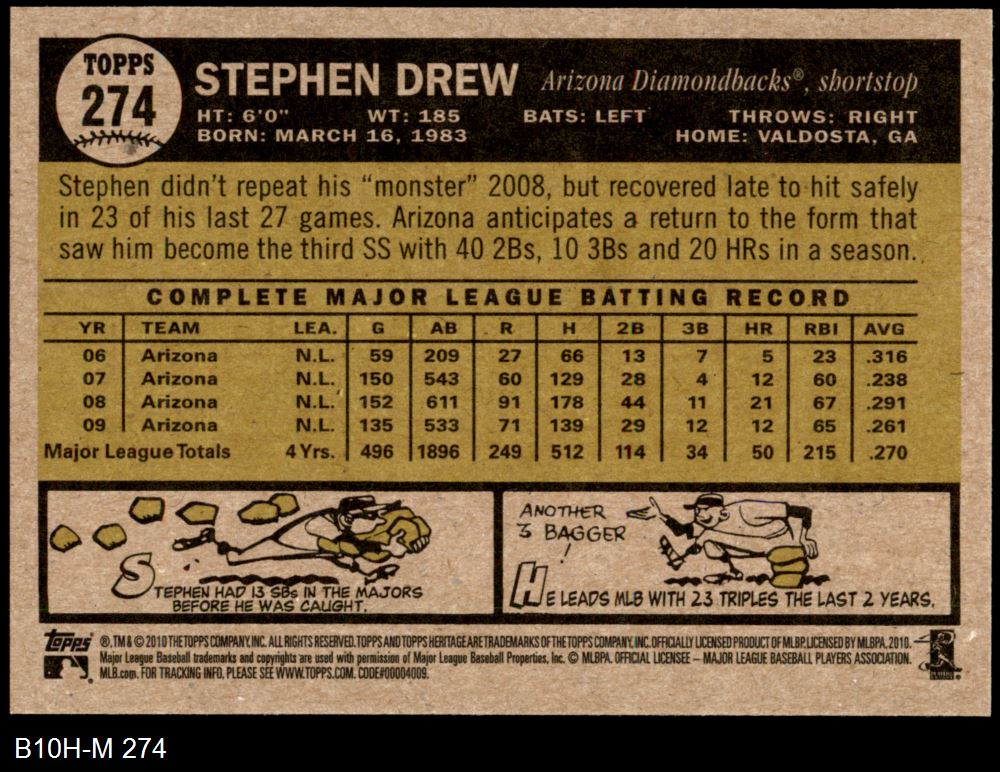 TOPPS
274
STEPHEN DREW Arizona Diamondbacks®, shortstop
HT: 6'0" WT: 185 BATS: LEFT THROWS: RIGHT
BORN: MARCH 16, 1983 HOME: VALDOSTA, GA
Stephen didn't repeat his "monster" 2008, but recovered late to hit safely
in 23 of his last 27 games. Arizona anticipates a return to the form that
saw him become the third SS with 40 2Bs, 10 3Bs and 20 HRs in a season.
COMPLETE MAJOR LEAGUE BATTING RECORD
YR TEAM LEA. G AB R H 2B 3B HR RBI AVG
06 Arizona N.L. 59 209 27 66 13 7 5 23 .316
07 Arizona N.L. 150 543 60 129 28 4 12 60 .238
08 Arizona N.L. 152 611 91 178 44 11 21 67 .291
09 Arizona N.L. 135 533 71 139 29 12 12 65 .261
Major League Totals 4 Yrs. 496 1896 249 512 114 34 50 215 .270
STEPHEN HAD 13 SBs IN THE MAJORS
BEFORE HE WAS CAUGHT.
ANOTHER
3 BAGGER
!
HE LEADS MLB WITH 23 TRIPLES THE LAST 2 YEARS.
topps ®, TM & © 2010 THE TOPPS COMPANY, INC. ALL RIGHTS RESERVED. TOPPS AND TOPPS HERITAGE ARE TRADEMARKS OF THE TOPPS COMPANY, INC. OFFICIALLY LICENSED PRODUCT OF MLBP. LICENSED BY MLBPA, 2010.
Major League Baseball trademarks and copyrights are used with permission of Major League Baseball Properties, Inc. © MLBPA. OFFICIAL LICENSEE – MAJOR LEAGUE BASEBALL PLAYERS ASSOCIATION.
MLB.com. FOR TRACKING INFO, PLEASE SEE WWW.TOPPS.COM. CODE#00004009.
B10H-M 274